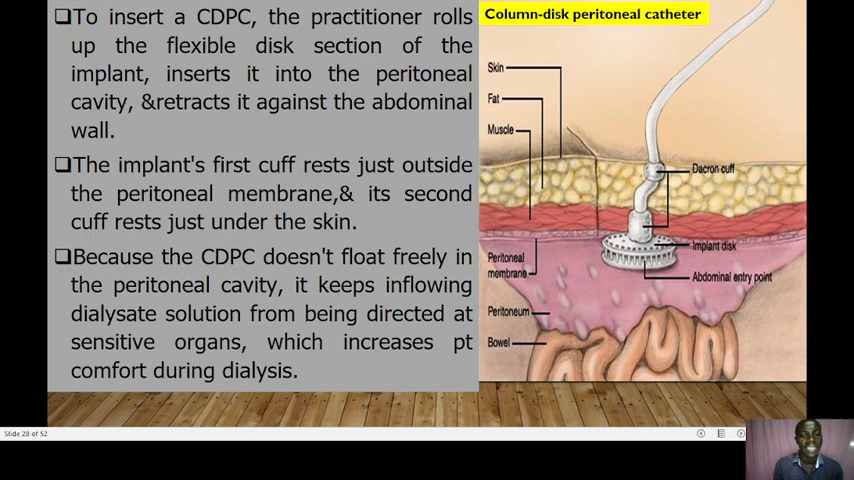 ❑To insert a CDPC, the practitioner rolls
up the flexible disk section of the
implant, inserts it into the peritoneal
cavity, &retracts it against the abdominal
wall.
❑The implant's first cuff rests just outside
the peritoneal membrane,& its second
cuff rests just under the skin.
❑Because the CDPC doesn't float freely in
the peritoneal cavity, it keeps inflowing
dialysate solution from being directed at
sensitive organs, which increases pt
comfort during dialysis.
Column-disk peritoneal catheter
Skin
Fat
Muscle
Dacron cuff
Implant disk
Peritoneal
membrane
Abdominal entry point
Peritoneum
Bowel
Slide 28 of 52